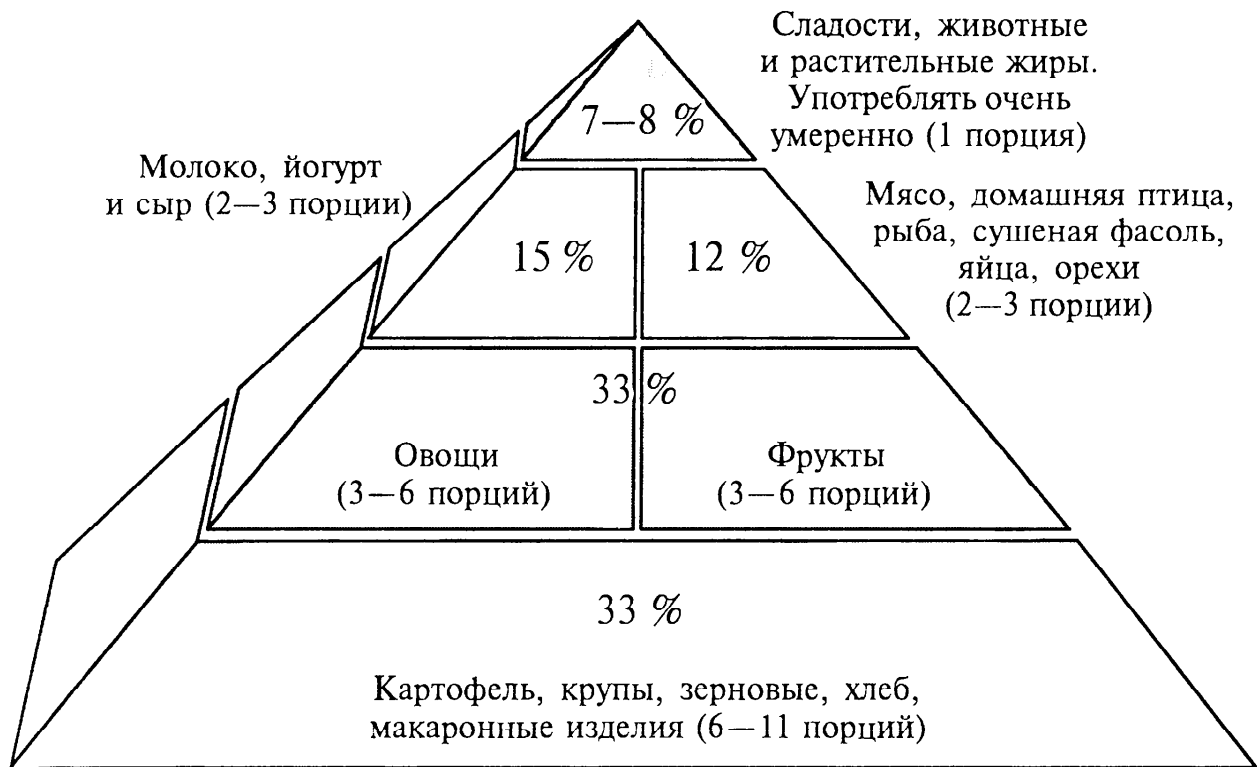 Сладости, животные
и растительные жиры.
Употреблять очень
умеренно (1 порция)
7—8 %
Молоко, йогурт
и сыр (2—3 порции)
Мясо, домашняя птица,
рыба, сушеная фасоль,
яйца, орехи
(2—3 порции)
15 %
12 %
33 %
Овощи
(3—6 порций)
Фрукты
(3—6 порций)
33 %
Картофель, крупы, зерновые, хлеб,
макаронные изделия (6—11 порций)